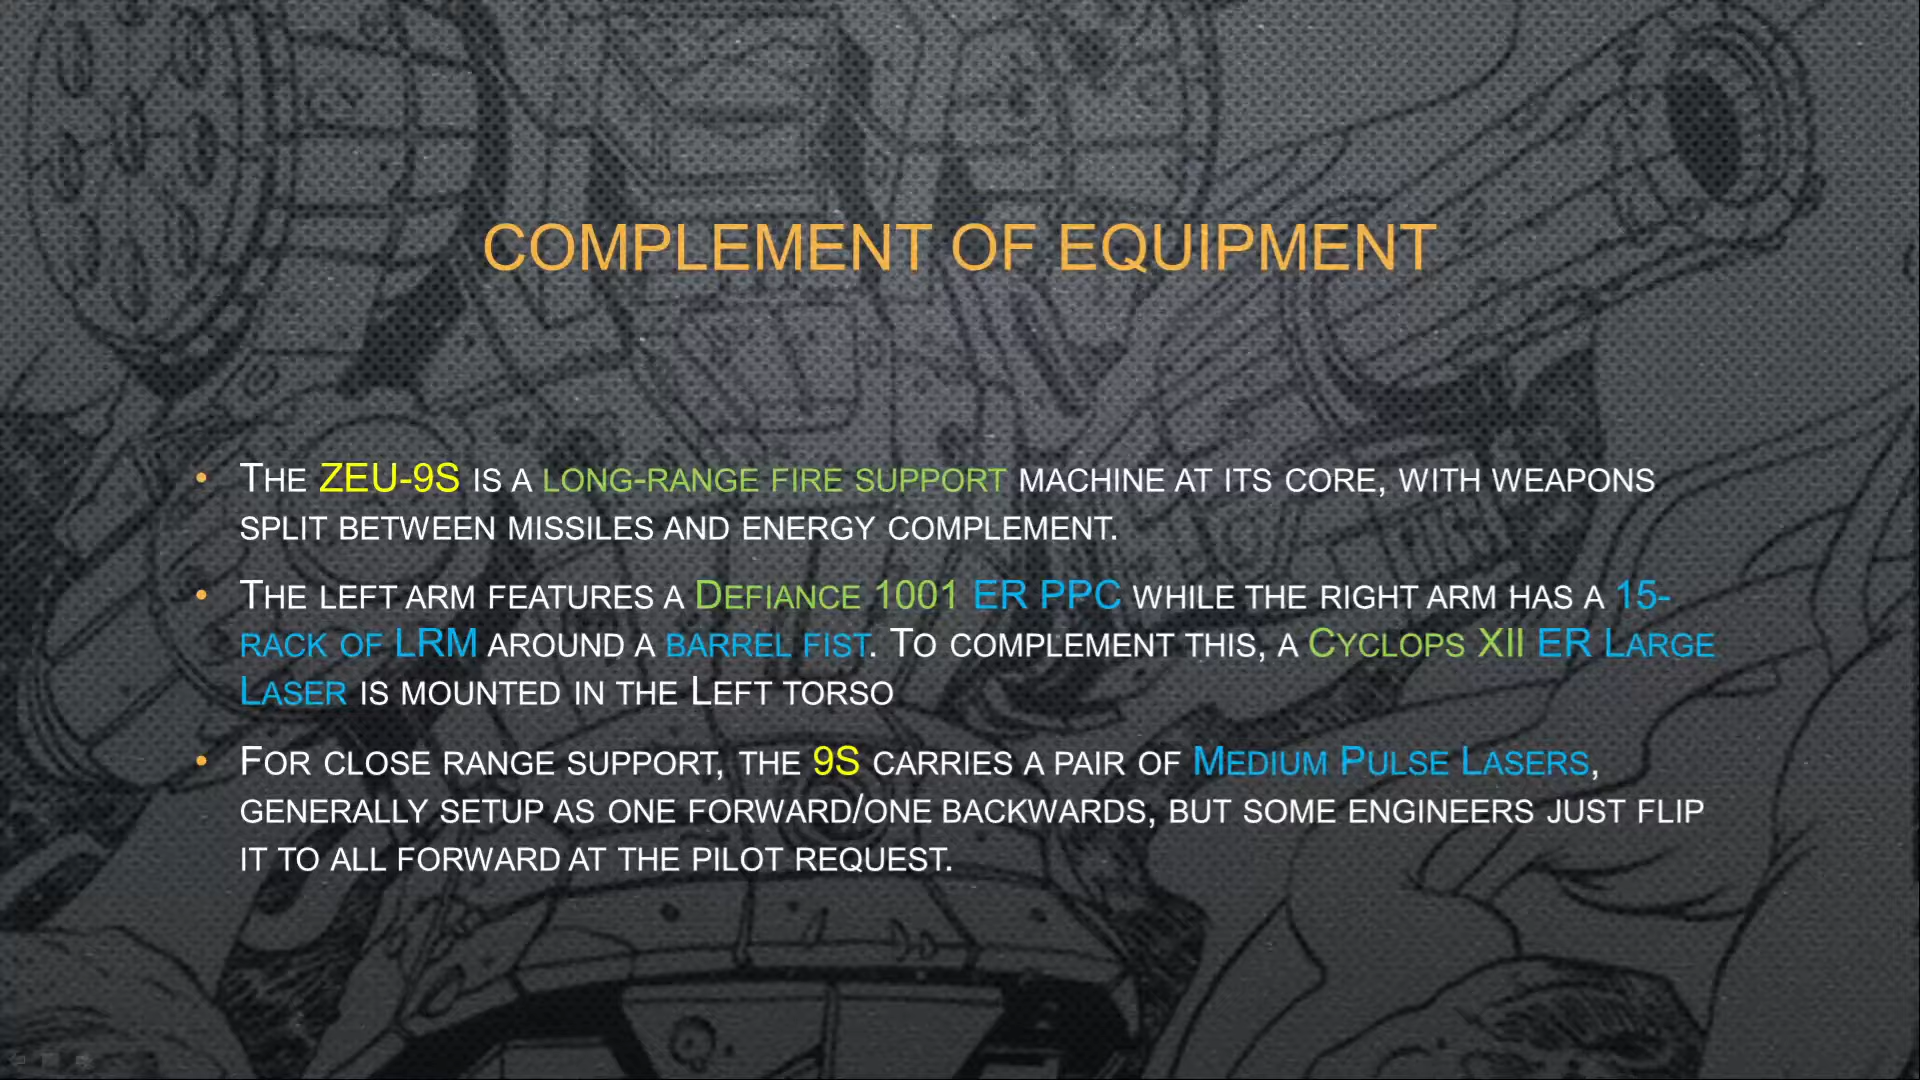 COMPLEMENT OF EQUIPMENT
• THE ZEU-9S IS A LONG-RANGE FIRE SUPPORT MACHINE AT ITS CORE, WITH WEAPONS
SPLIT BETWEEN MISSILES AND ENERGY COMPLEMENT.
• THE LEFT ARM FEATURES A DEFIANCE 1001 ER PPC WHILE THE RIGHT ARM HAS A 15-
RACK OF LRM AROUND A BARREL FIST. TO COMPLEMENT THIS, A CYCLOPS XII ER LARGE
LASER IS MOUNTED IN THE LEFT TORSO
• FOR CLOSE RANGE SUPPORT, THE 9S CARRIES A PAIR OF MEDIUM PULSE LASERS,
GENERALLY SETUP AS ONE FORWARD/ONE BACKWARDS, BUT SOME ENGINEERS JUST FLIP
IT TO ALL FORWARD AT THE PILOT REQUEST.